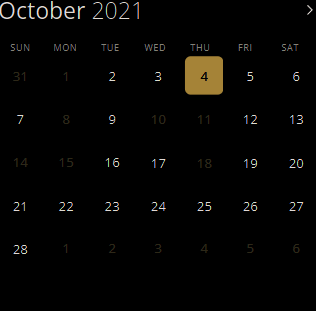 October 2021
SUN MON TUE WED THU FRI SAT
31 1 2 3 4 5 6
7 8 9 10 11 12 13
14 15 16 17 18 19 20
21 22 23 24 25 26 27
28 1 2 3 4 5 6